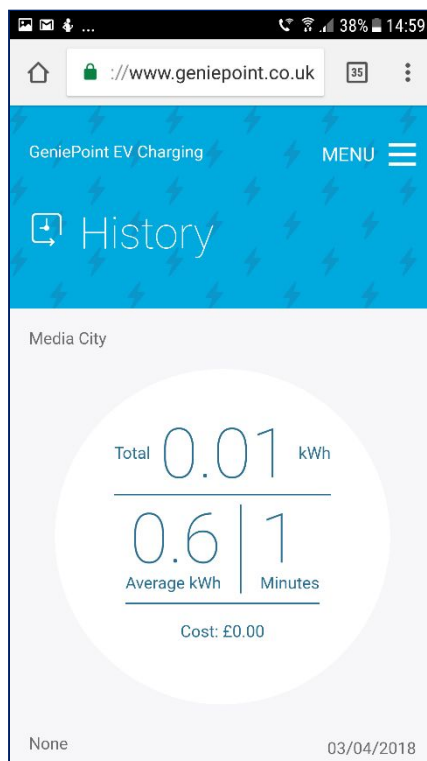 ... 38% 14:59
://www.geniepoint.co.uk 35
GeniePoint EV Charging MENU
History
Media City
Total 0.01 kWh
0.6 1
Average kWh Minutes
Cost: £0.00
None 03/04/2018